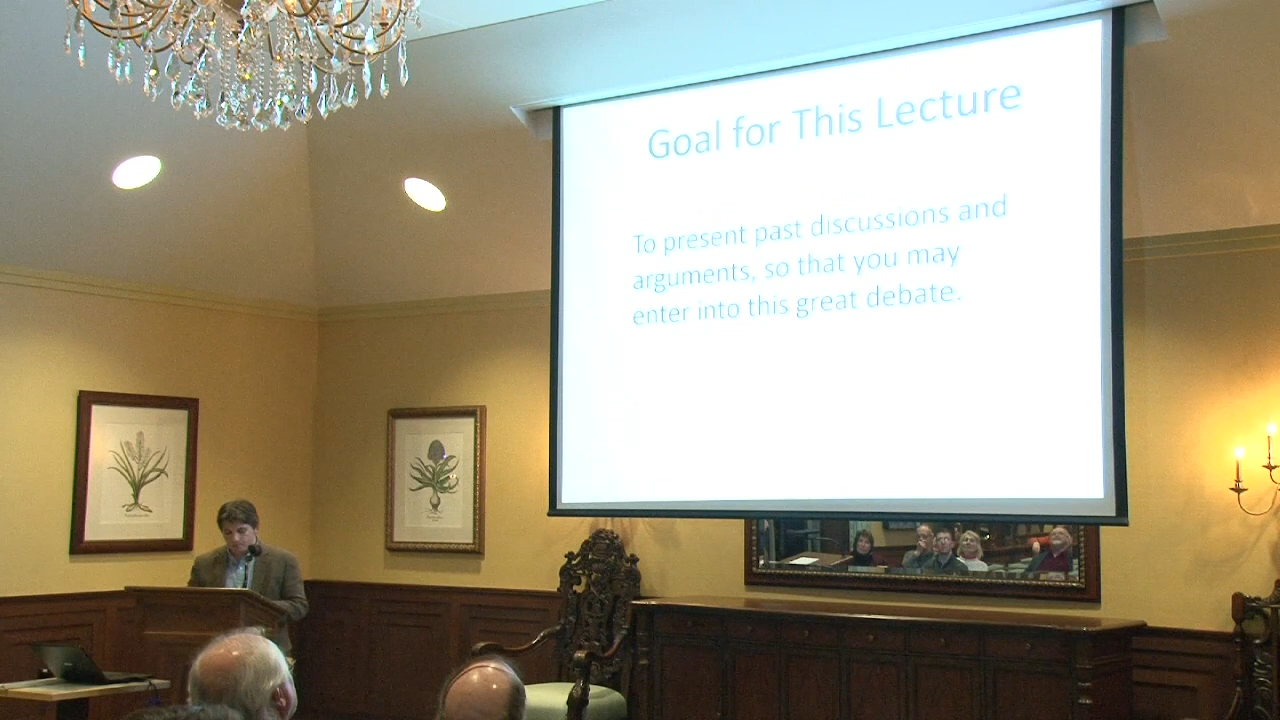 Goal for This Lecture
To present past discussions and
arguments, so that you may
enter into this great debate.